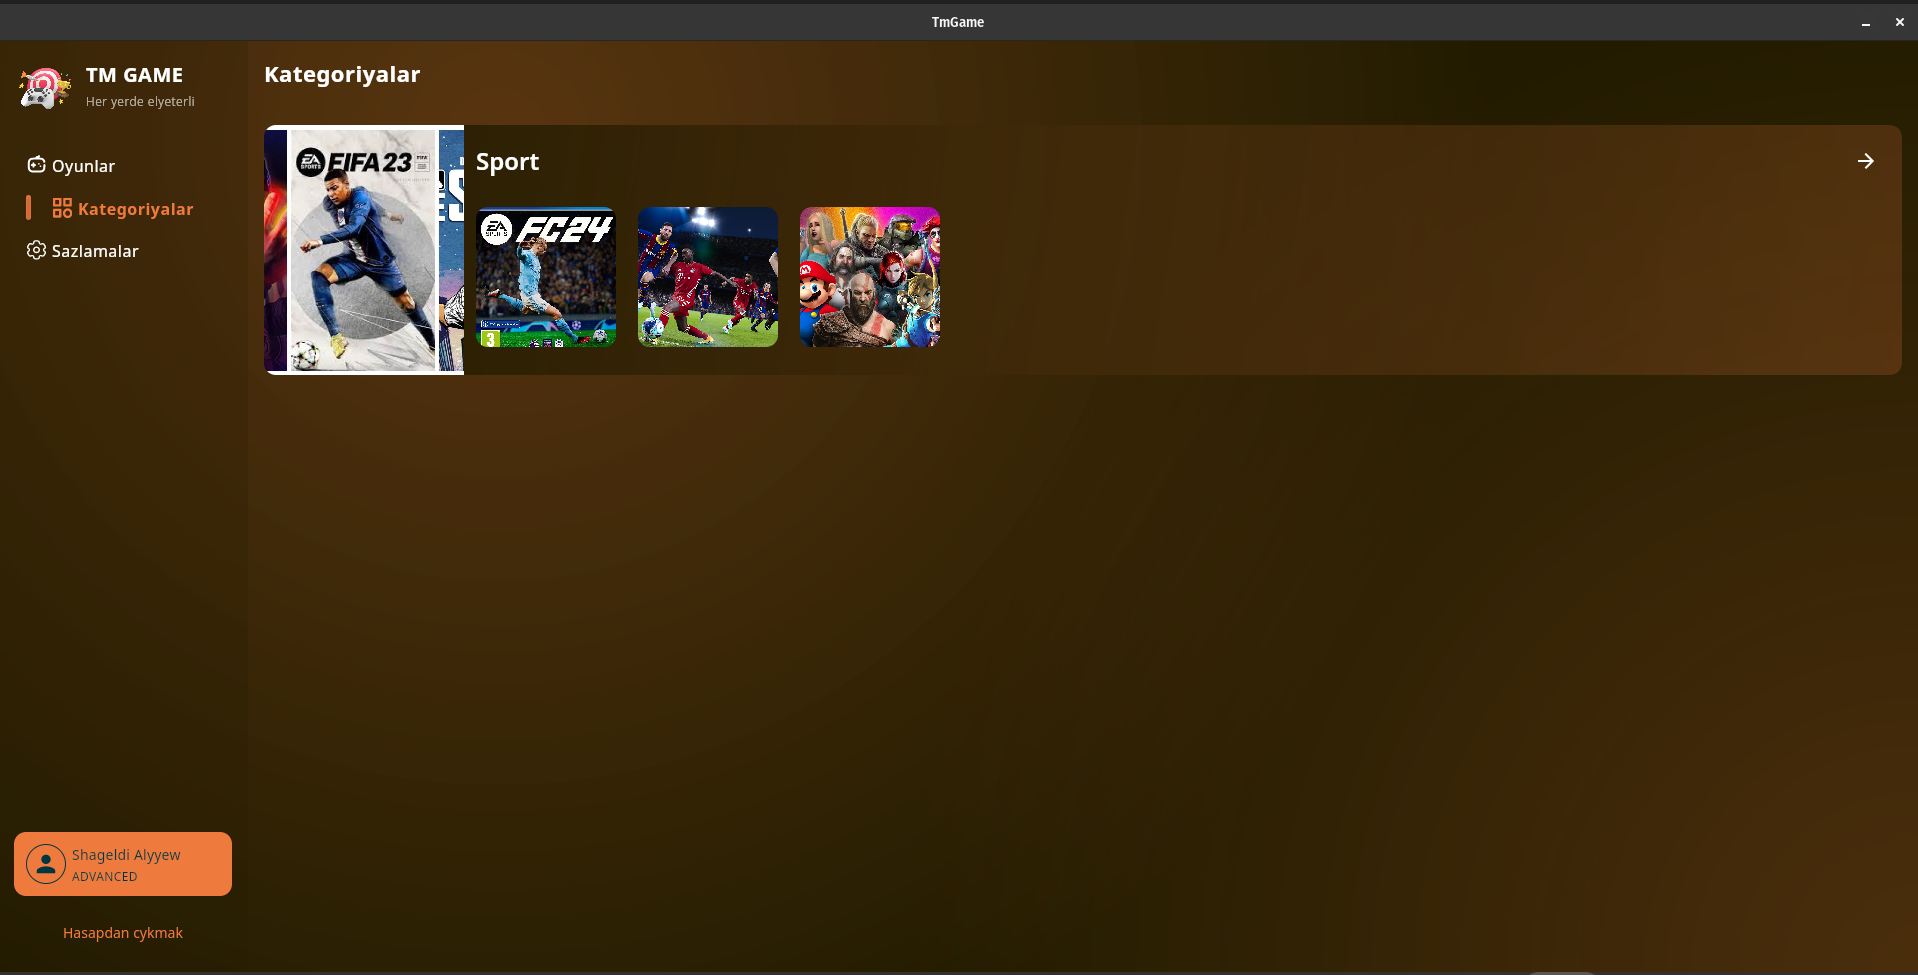 TmGame
TM GAME
Her yerde elyeterli
Oyunlar
Kategoriyalar
Sazlamalar
Kategoriyalar
EA SPORTS FIFA 23
Sport
EA SPORTS FC24
3
Shageldi Alyyew
ADVANCED
Hasapdan cykmak